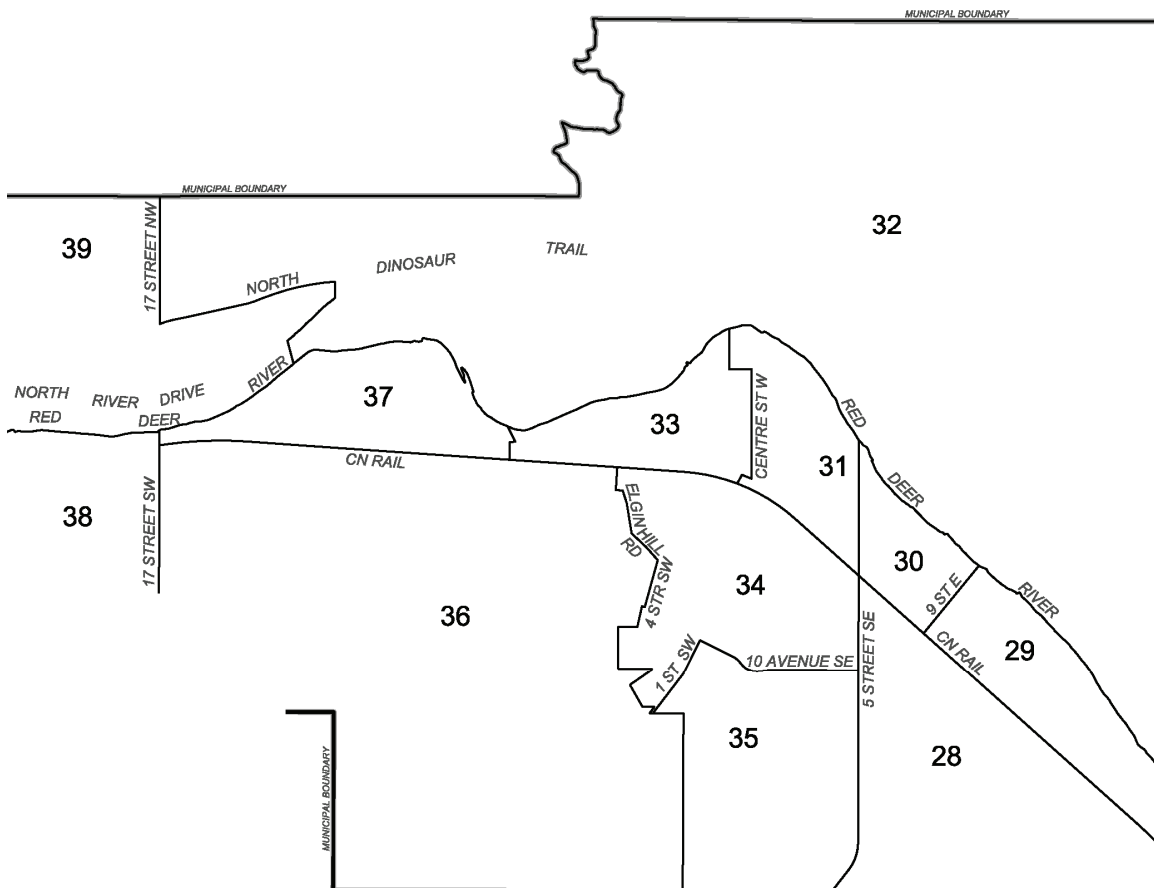 MUNICIPAL BOUNDARY
MUNICIPAL BOUNDARY
17 STREET NW
39
32
TRAIL
DINOSAUR
NORTH
NORTH
RIVER
DRIVE
RIVER
RED
DEER
37
33
CENTRE ST W
RED
31
CN RAIL
38
17 STREET SW
ELGIN HILL
RD
DEER
30
34
4 STR SW
9 ST E
RIVER
36
1 ST SW
10 AVENUE SE
5 STREET SE
CN RAIL
29
35
28
MUNICIPAL BOUNDARY